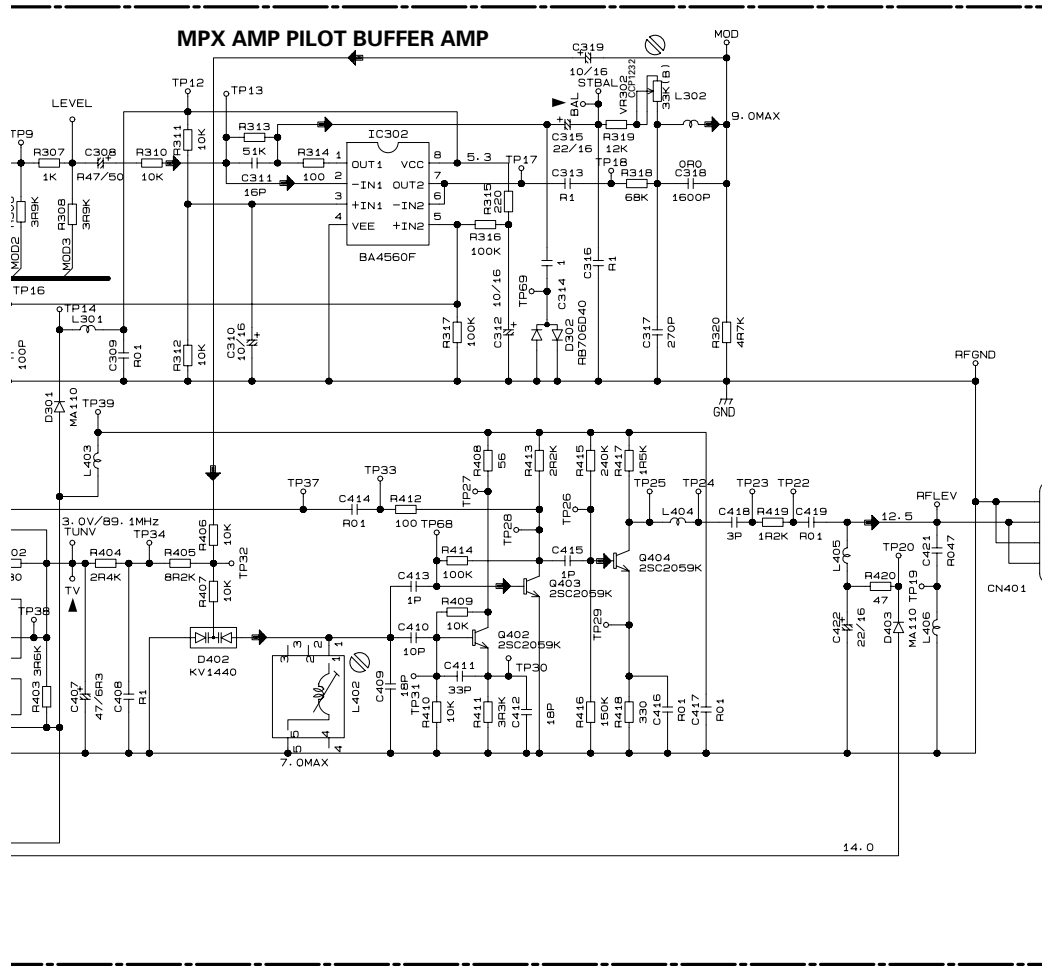 MPX AMP PILOT BUFFER AMP
C319
10/16
STBAL
BAL
VR302
CCP1232
33K(B)
L302
MOD
9.0MAX
TP12
TP13
LEVEL
TP9
R307
1K
C308
R47/50
R310
10K
R311
10K
R313
51K
C311
16P
R314
100
IC302
1 OUT1
2 -IN1
3 +IN1
4 VEE
VCC 8
OUT2 7
-IN2 6
+IN2 5
BA4560F
5.3
TP17
C315
22/16
R319
12K
TP18
C313
R1
R318
68K
0R0
C318
1600P
R315
220
R316
100K
3R9K
R308
3R9K
MOD2
MOD3
TP16
TP14
L301
100P
C309
R01
R312
10K
C310
10/16
R317
100K
C312
10/16
TP69
C314
1
D302
RB706D40
C316
R1
C317
270P
R320
4R7K
GND
RFGND
D301
MA110
TP39
L403
TP37
C414
R01
TP33
R412
100
R408
56
TP27
R413
2R2K
TP28
R415
240K
TP26
R417
1R5K
TP25
L404
TP24
C418
3P
TP23
R419
1R2K
TP22
C419
R01
12.5
RFLEV
3.0V/89.1MHz
TUNV
TP34
R404
2R4K
R405
8R2K
R406
10K
TP32
R407
10K
TP68
R414
100K
C413
1P
R409
10K
C410
10P
Q403
2SC2059K
C415
1P
Q404
2SC2059K
Q402
2SC2059K
TP29
TV
TP38
R403
3R6K
C407
47/6R3
C408
R1
D402
KV1440
3
2
1
3
2
1
L402
5
4
5
4
7.0MAX
C409
18P
TP31
C411
33P
TP30
R410
10K
R411
3R3K
C412
18P
R416
150K
R418
330
C416
R01
C417
R01
L405
C422
22/16
R420
47
TP20
D403
MA110
TP19
C421
R047
L406
CN401
14.0